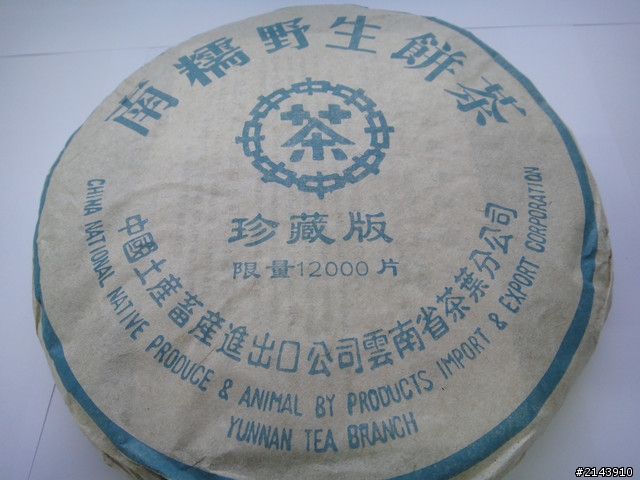 南糯野生餅茶
茶
珍藏版
限量12000片
中國土産畜産進出口公司雲南省茶葉分公司
CHINA NATIONAL NATIVE PRODUCE & ANIMAL BY PRODUCTS IMPORT & EXPORT CORPORATION
YUNNAN TEA BRANCH
#2143910